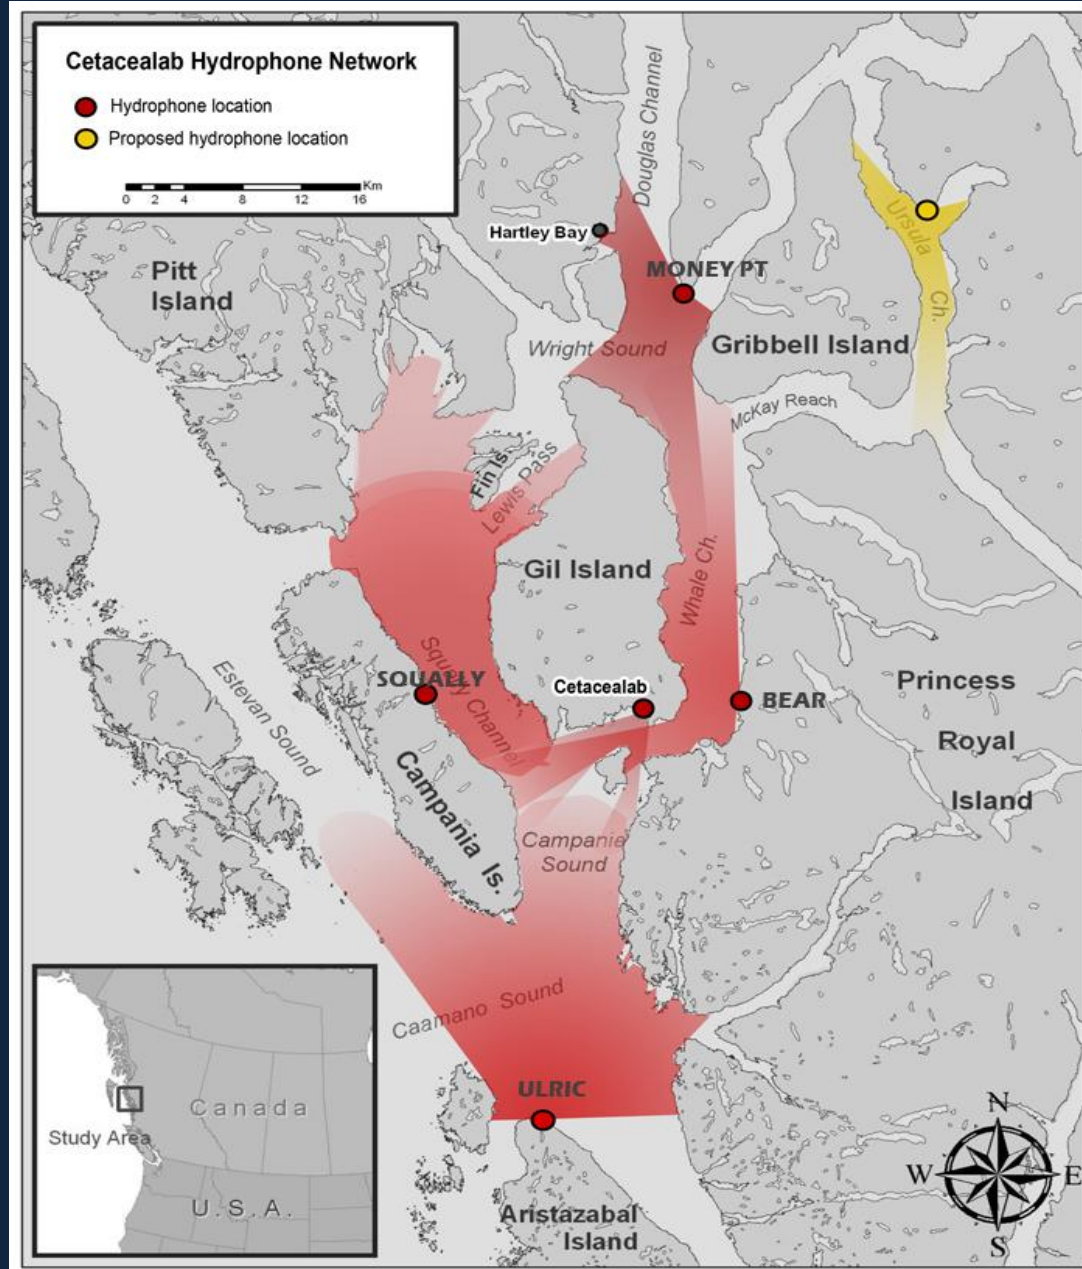 Cetacealab Hydrophone Network
Hydrophone location
Proposed hydrophone location
Km
0 2 4 8 12 16
Douglas Channel
Hartley Bay
Ursula
Ch.
Pitt
Island
MONEY PT
Wright Sound
Gribbell Island
McKay Reach
Fin Is.
Lewis Pass
Gil Island
Whale Ch.
Estevan Sound
SQUALLY
Squally Channel
Cetacealab
BEAR
Princess
Royal
Island
Campania Is.
Campanie
Sound
Caamano Sound
ULRIC
Aristazabal
Island
Canada
Study Area
U.S.A.
N
W
E
S